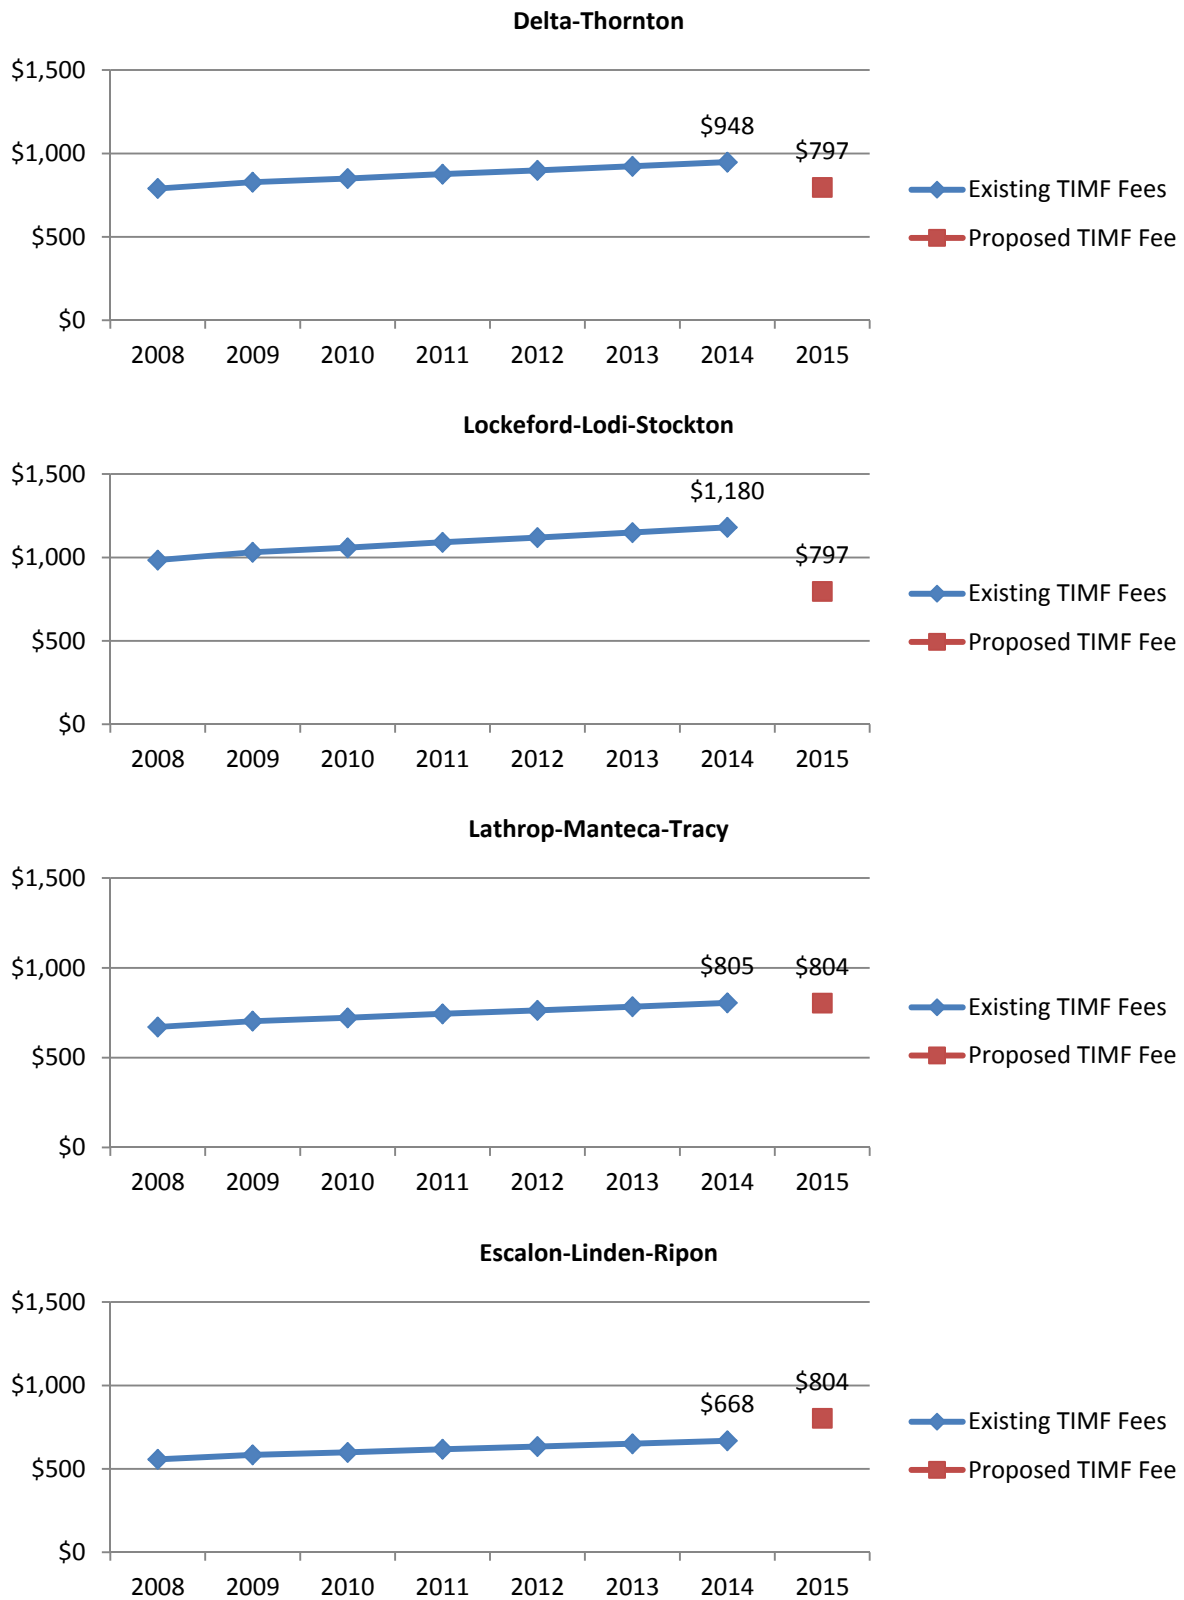 Delta-Thornton
$1,500
$948
$1,000
$797
Existing TIMF Fees
$500
Proposed TIMF Fee
$0
2008 2009 2010 2011 2012 2013 2014 2015
Lockeford-Lodi-Stockton
$1,500
$1,180
$1,000
$797
Existing TIMF Fees
$500
Proposed TIMF Fee
$0
2008 2009 2010 2011 2012 2013 2014 2015
Lathrop-Manteca-Tracy
$1,500
$1,000
$805 $804
Existing TIMF Fees
$500
Proposed TIMF Fee
$0
2008 2009 2010 2011 2012 2013 2014 2015
Escalon-Linden-Ripon
$1,500
$1,000
$804
$668
Existing TIMF Fees
$500
Proposed TIMF Fee
$0
2008 2009 2010 2011 2012 2013 2014 2015